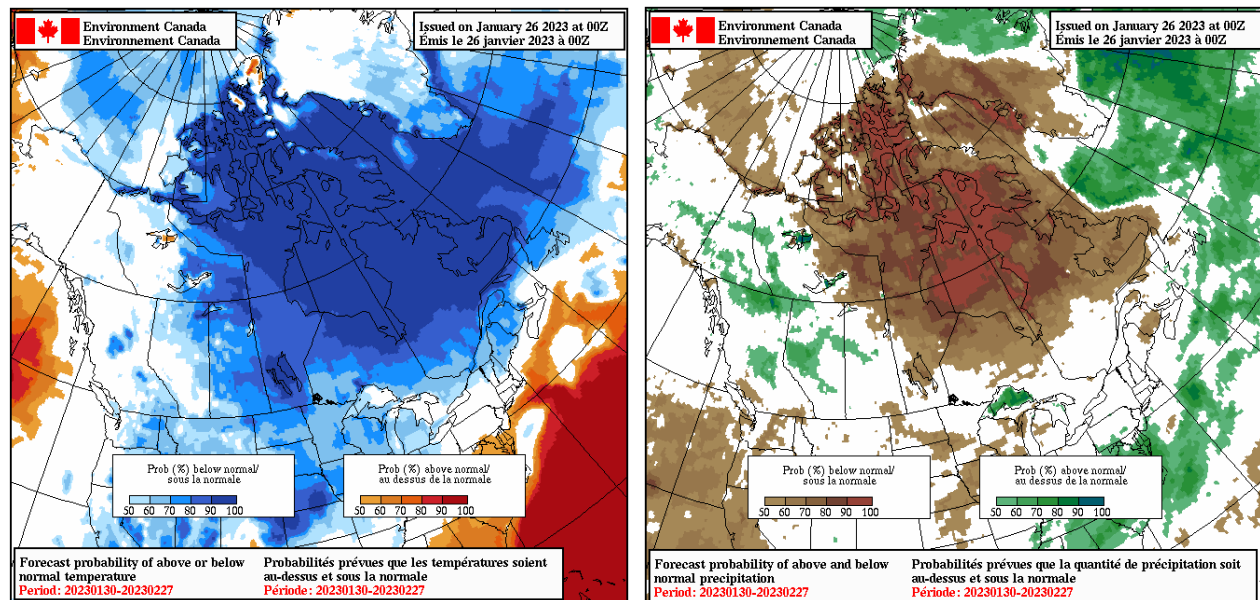 Environment Canada
Environnement Canada
Issued on January 26 2023 at 00Z
Émis le 26 janvier 2023 à 00Z
Prob (%) below normal/
sous la normale
50 60 70 80 90 100
Prob (%) above normal/
au dessus de la normale
50 60 70 80 90 100
Forecast probability of above or below
normal temperature
Period: 20230130-20230227
Probabilités prévues que les températures soient
au-dessus et sous la normale
Période: 20230130-20230227
Environment Canada
Environnement Canada
Issued on January 26 2023 at 00Z
Émis le 26 janvier 2023 à 00Z
Prob (%) below normal/
sous la normale
50 60 70 80 90 100
Prob (%) above normal/
au dessus de la normale
50 60 70 80 90 100
Forecast probability of above and below
normal precipitation
Period: 20230130-20230227
Probabilités prévues que la quantité de précipitation soit
au-dessus et sous la normale
Période: 20230130-20230227